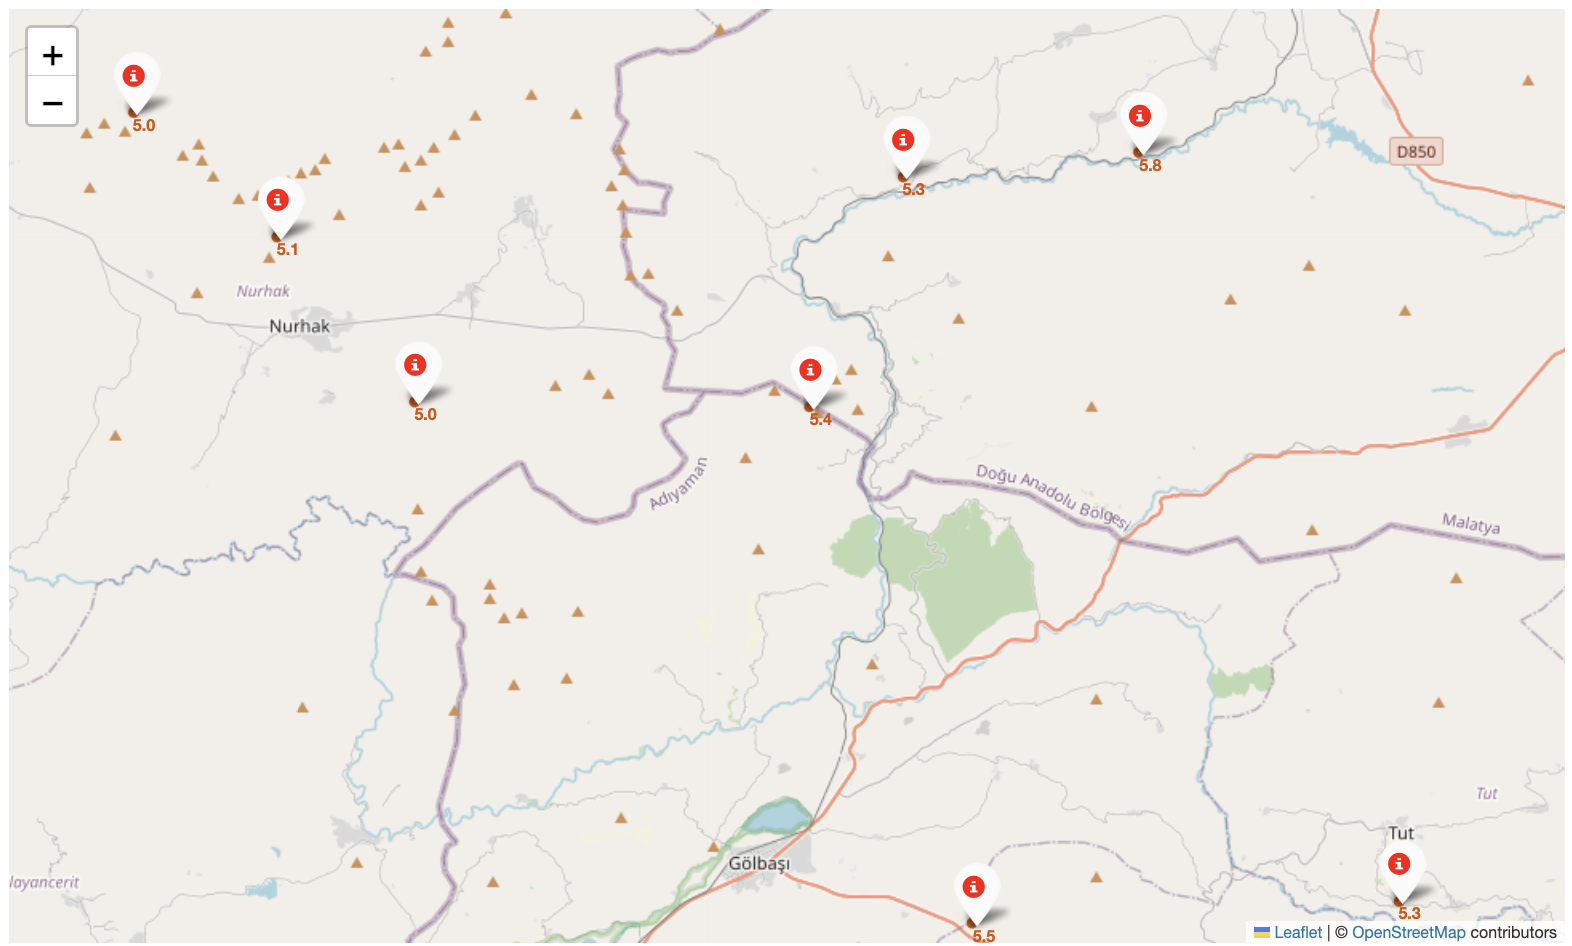 +
−
5.0
5.3
5.8
D850
5.1
Nurhak
Nurhak
5.0
5.4
Adıyaman
Doğu Anadolu Bölgesi
Malatya
Tut
Tut
Gölbaşı
layancerit
5.5
5.3
Leaflet | © OpenStreetMap contributors